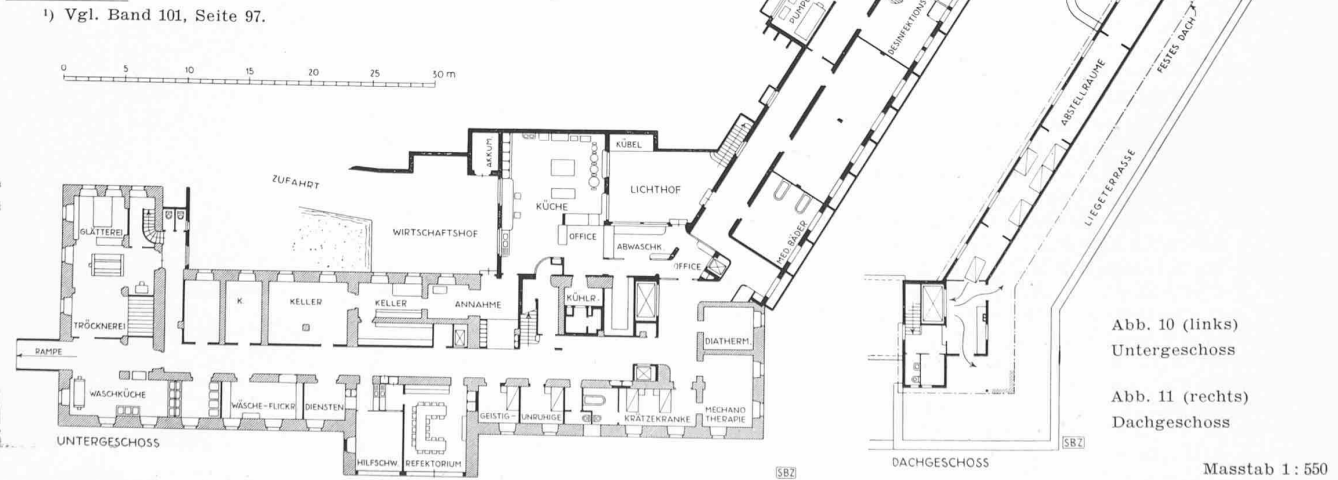 ¹) Vgl. Band 101, Seite 97.
0 5 10 15 20 25 30 m
ZUFAHRT
AKKUM.
KÜBEL
LICHTHOF
KÜCHE
WIRTSCHAFTSHOF
OFFICE
ABWASCHK.
OFFICE
MED. BÄDER
DESINFEKTIONS
GLÄTTEREI
TRÖCKNEREI
K.
KELLER
KELLER
ANNAHME
KÜHLR.
DIATHERM.
RAMPE
WASCHKÜCHE
WÄSCHE-FLICKR
DIENSTEN
HILFSCHW.
REFEKTORIUM
GEISTIG-
UNRUHIGE
KRÄTZEKRANKE
MECHANO
THERAPIE
UNTERGESCHOSS
SBZ
FESTES DACH
ABSTELLRÄUME
LIEGETERRASSE
DACHGESCHOSS
SBZ
Abb. 10 (links)
Untergeschoss
Abb. 11 (rechts)
Dachgeschoss
Masstab 1 : 550